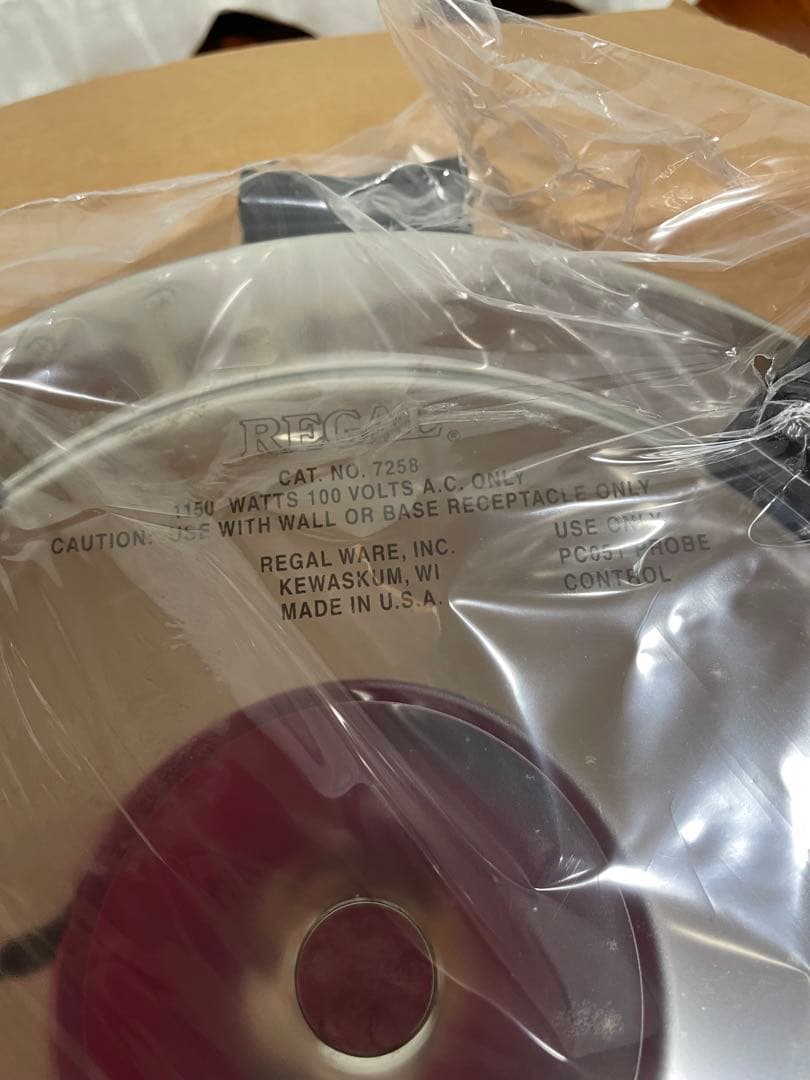 REGAL®
CAT. NO. 7258
1150 WATTS 100 VOLTS A.C. ONLY
CAUTION: USE WITH WALL OR BASE RECEPTACLE ONLY
REGAL WARE, INC.
KEWASKUM, WI
MADE IN U.S.A.
USE ONLY
PC051 PROBE
CONTROL